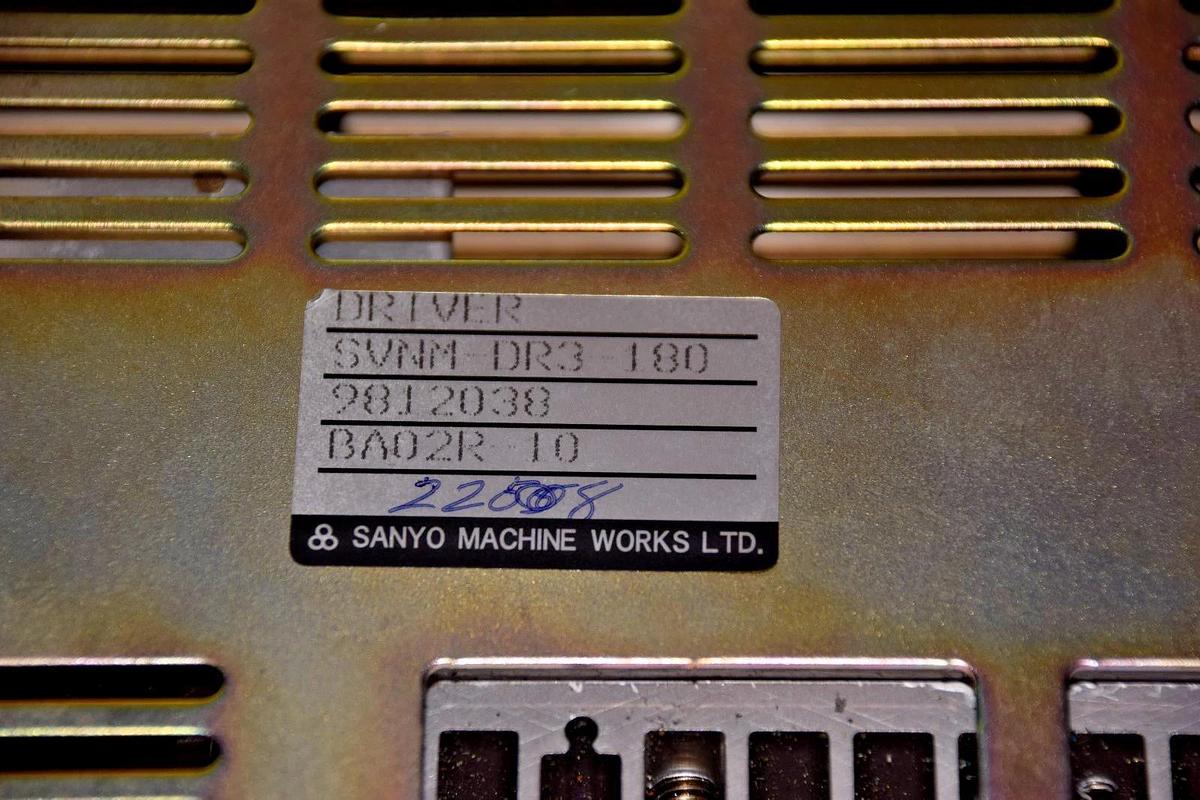 DRIVER
SVNM-DR3-180
9812038
BA02R-10
SANYO MACHINE WORKS LTD.